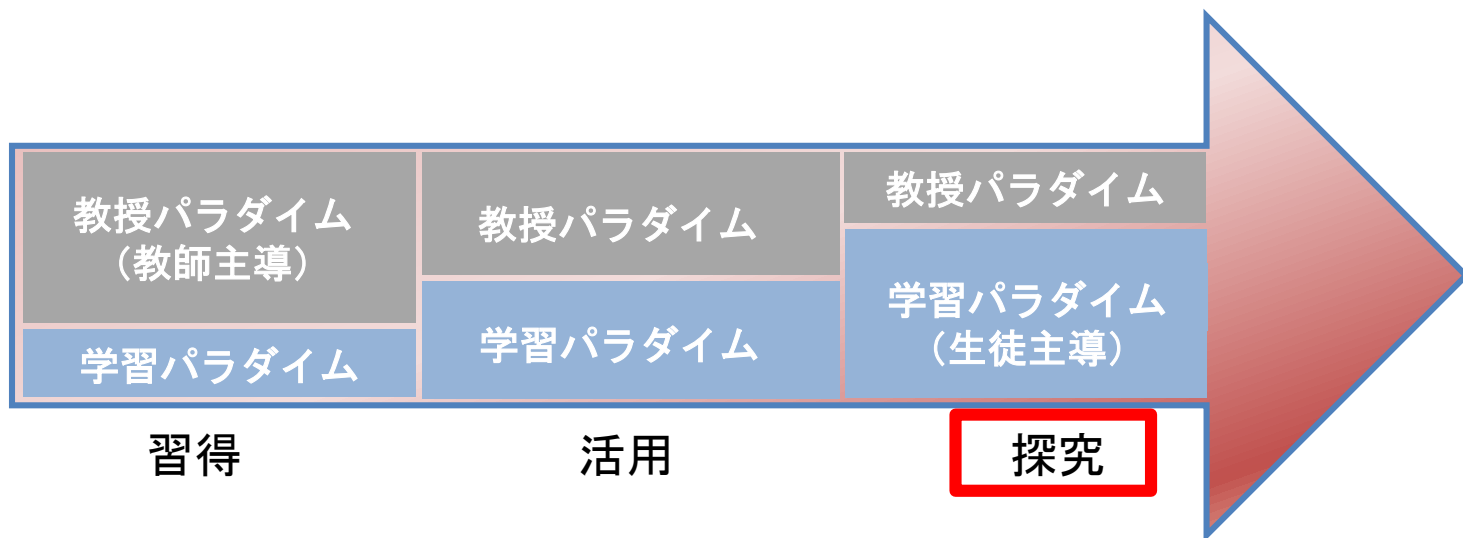 教授パラダイム
（教師主導）
学習パラダイム
教授パラダイム
学習パラダイム
教授パラダイム
学習パラダイム
（生徒主導）
習得
活用
探究